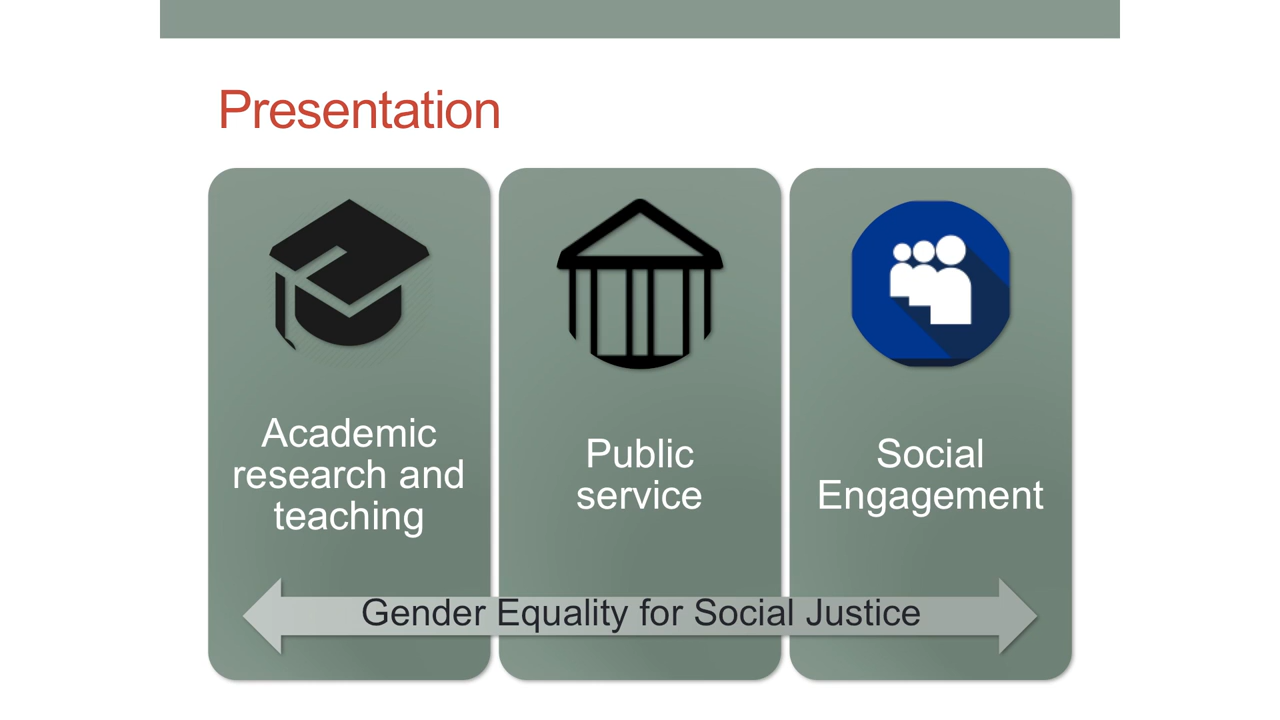 Presentation
Academic
research and
teaching
Public
service
Social
Engagement
Gender Equality for Social Justice